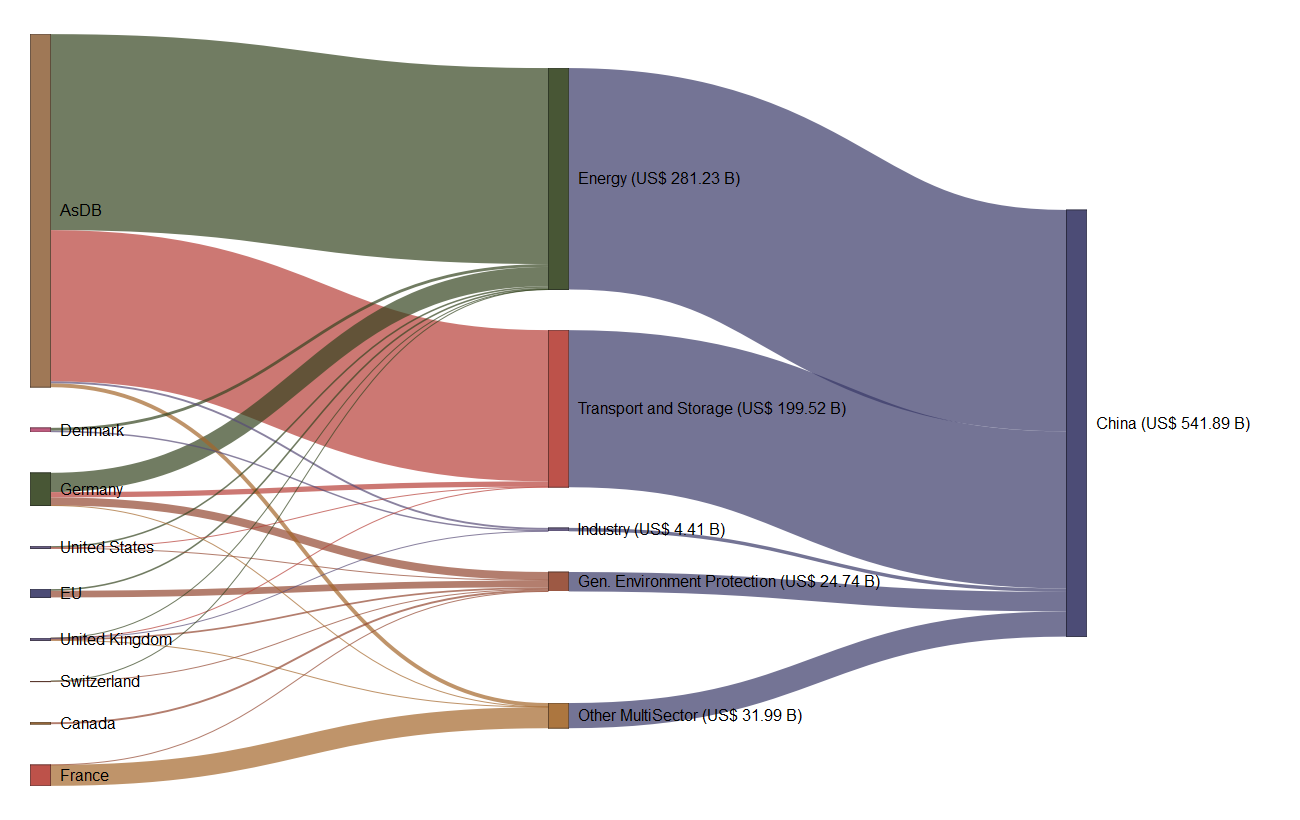 AsDB
Denmark
Germany
United States
EU
United Kingdom
Switzerland
Canada
France
Energy (US$ 281.23 B)
Transport and Storage (US$ 199.52 B)
Industry (US$ 4.41 B)
Gen. Environment Protection (US$ 24.74 B)
Other MultiSector (US$ 31.99 B)
China (US$ 541.89 B)